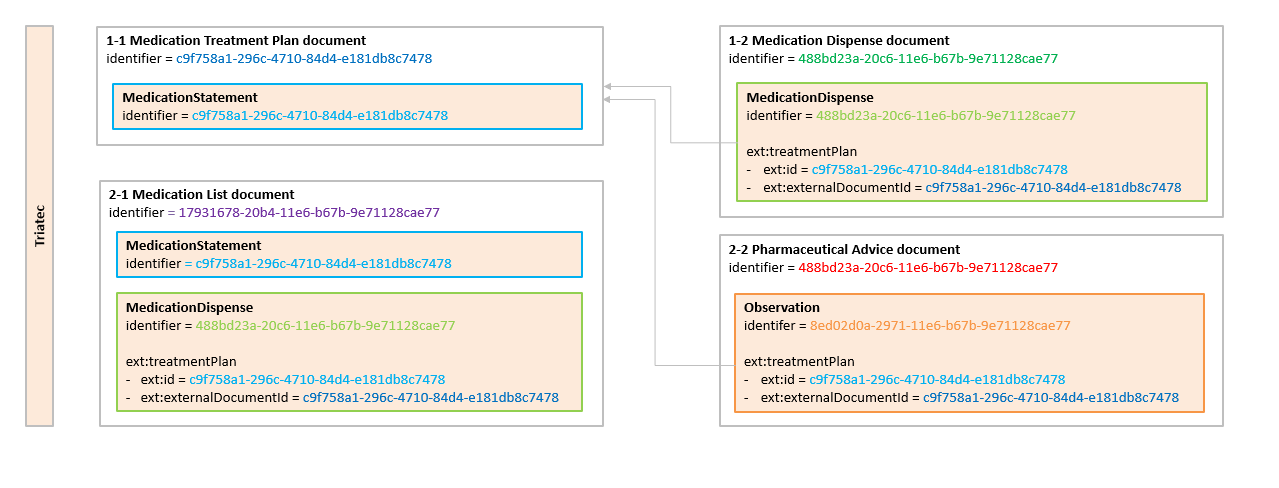 Triatec
1-1 Medication Treatment Plan document
identifier = c9f758a1-296c-4710-84d4-e181db8c7478
MedicationStatement
identifier = c9f758a1-296c-4710-84d4-e181db8c7478
2-1 Medication List document
identifier = 17931678-20b4-11e6-b67b-9e71128cae77
MedicationStatement
identifier = c9f758a1-296c-4710-84d4-e181db8c7478
MedicationDispense
identifier = 488bd23a-20c6-11e6-b67b-9e71128cae77
ext:treatmentPlan
- ext:id = c9f758a1-296c-4710-84d4-e181db8c7478
- ext:externalDocumentId = c9f758a1-296c-4710-84d4-e181db8c7478
1-2 Medication Dispense document
identifier = 488bd23a-20c6-11e6-b67b-9e71128cae77
MedicationDispense
identifier = 488bd23a-20c6-11e6-b67b-9e71128cae77
ext:treatmentPlan
- ext:id = c9f758a1-296c-4710-84d4-e181db8c7478
- ext:externalDocumentId = c9f758a1-296c-4710-84d4-e181db8c7478
2-2 Pharmaceutical Advice document
identifier = 488bd23a-20c6-11e6-b67b-9e71128cae77
Observation
identifer = 8ed02d0a-2971-11e6-b67b-9e71128cae77
ext:treatmentPlan
- ext:id = c9f758a1-296c-4710-84d4-e181db8c7478
- ext:externalDocumentId = c9f758a1-296c-4710-84d4-e181db8c7478